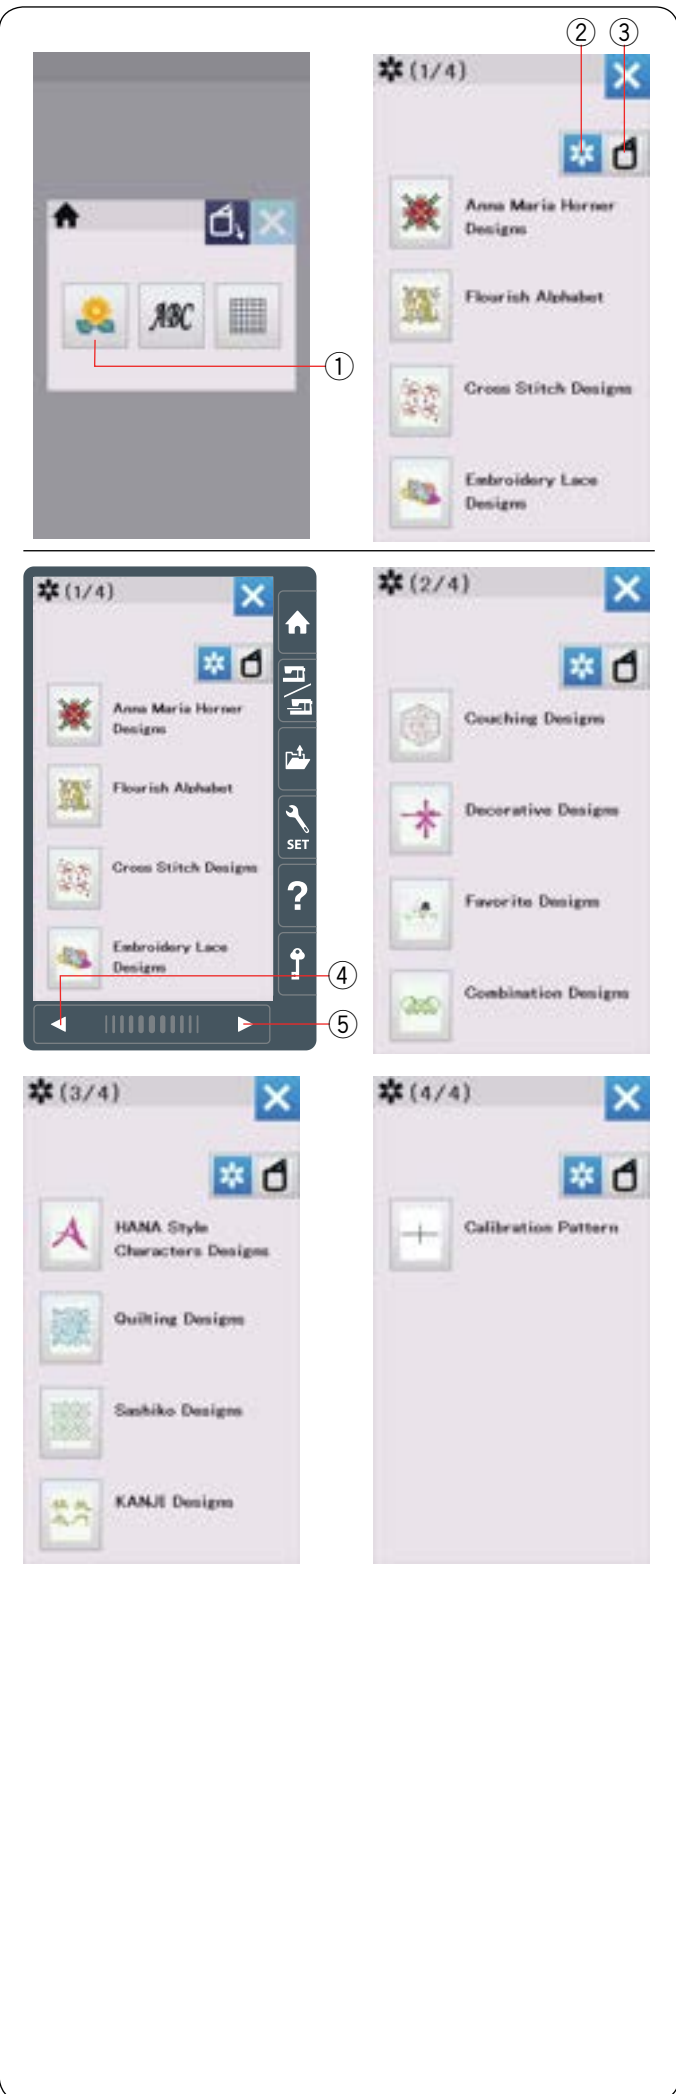 ② ③
(1/4)
Anna Maria Horner
Designs
ABC
Flourish Alphabet
①
Cross Stitch Designs
Embroidery Lace
Designs
(1/4)
Anna Maria Horner
Designs
Flourish Alphabet
SET
Cross Stitch Designs
?
Embroidery Lace
Designs
④
⑤
(2/4)
Couching Designs
Decorative Designs
Favorite Designs
Combination Designs
(3/4)
HANA Style
Characters Designs
Quilting Designs
Sashiko Designs
KANJI Designs
(4/4)
Calibration Pattern